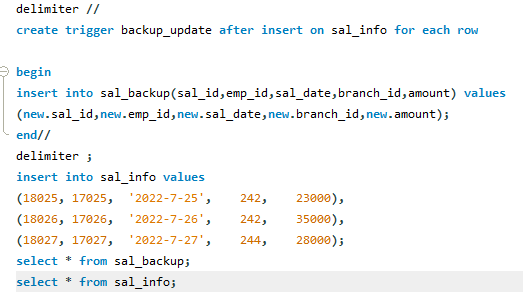 delimiter //
create trigger backup_update after insert on sal_info for each row
begin
insert into sal_backup(sal_id,emp_id,sal_date,branch_id,amount) values
(new.sal_id,new.emp_id,new.sal_date,new.branch_id,new.amount);
end//
delimiter ;
insert into sal_info values
(18025, 17025, '2022-7-25', 242, 23000),
(18026, 17026, '2022-7-26', 242, 35000),
(18027, 17027, '2022-7-27', 244, 28000);
select * from sal_backup;
select * from sal_info;